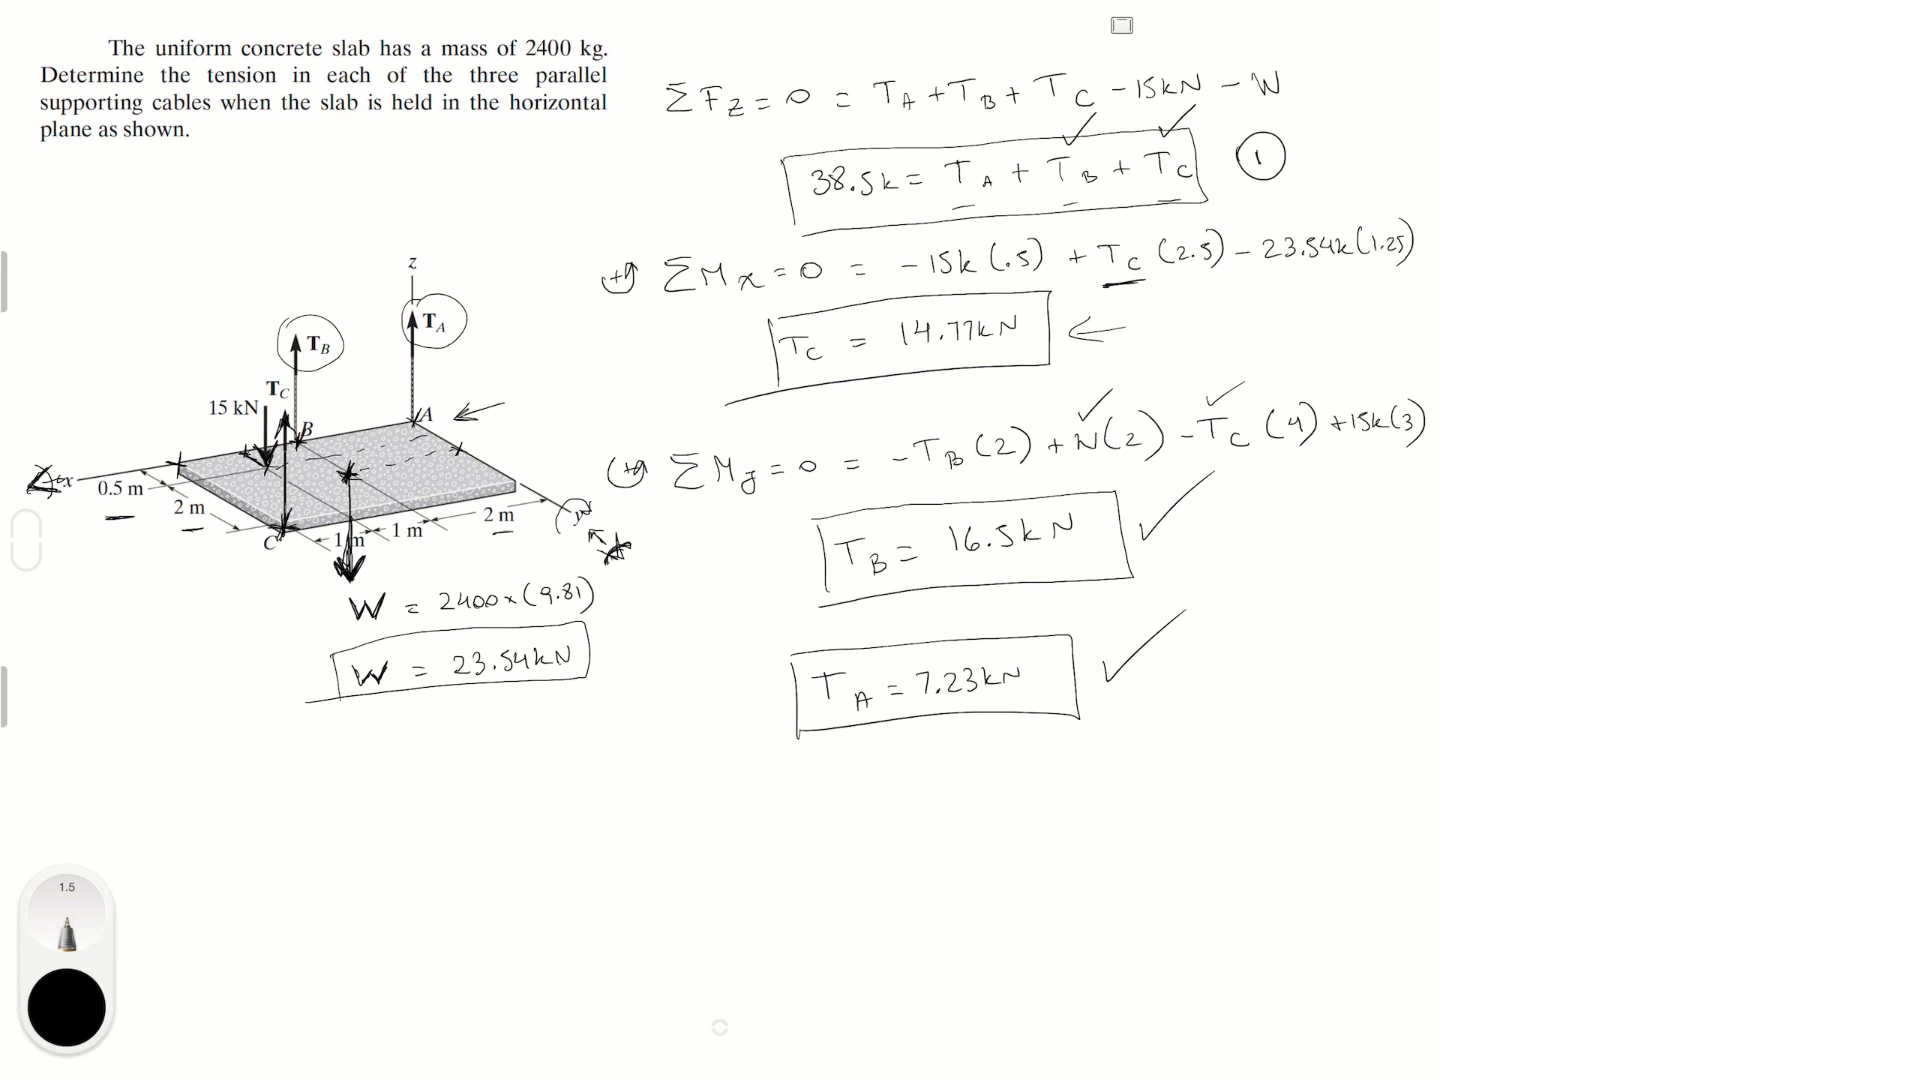 The uniform concrete slab has a mass of 2400 kg.
Determine the tension in each of the three parallel
supporting cables when the slab is held in the horizontal
plane as shown.
ΣFz = 0 = TA + TB + TC - 15kN - W
38.5k = TA + TB + TC
1
ΣMx = 0 = -15k(.5) + TC(2.5) - 23.54k(1.25)
TC = 14.77kN
ΣMy = 0 = -TB(2) + W(2) - TC(4) + 15k(3)
TB = 16.5kN
TA = 7.23kN
z
TA
TB
TC
15 kN
A
B
x
0.5 m
2 m
C
1 m
1 m
2 m
y
W = 2400×(9.81)
W = 23.54kN
1.5